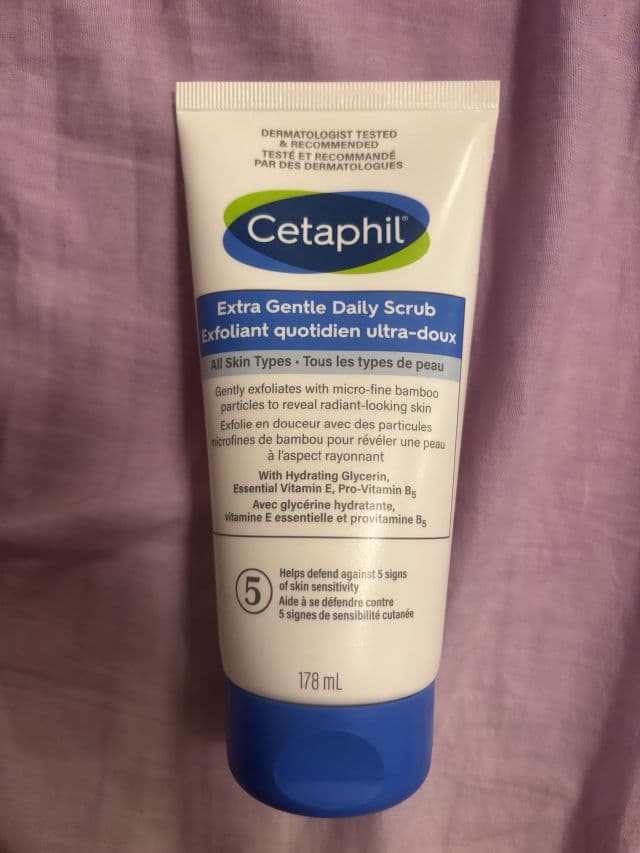 DERMATOLOGIST TESTED
& RECOMMENDED
TESTÉ ET RECOMMANDÉ
PAR DES DERMATOLOGUES
Cetaphil®
Extra Gentle Daily Scrub
Exfoliant quotidien ultra-doux
All Skin Types • Tous les types de peau
Gently exfoliates with micro-fine bamboo
particles to reveal radiant-looking skin
Exfolie en douceur avec des particules
microfines de bambou pour révéler une peau
à l'aspect rayonnant
With Hydrating Glycerin,
Essential Vitamin E, Pro-Vitamin B₅
Avec glycérine hydratante,
vitamine E essentielle et provitamine B₅
5
Helps defend against 5 signs
of skin sensitivity
Aide à se défendre contre
5 signes de sensibilité cutanée
178 mL